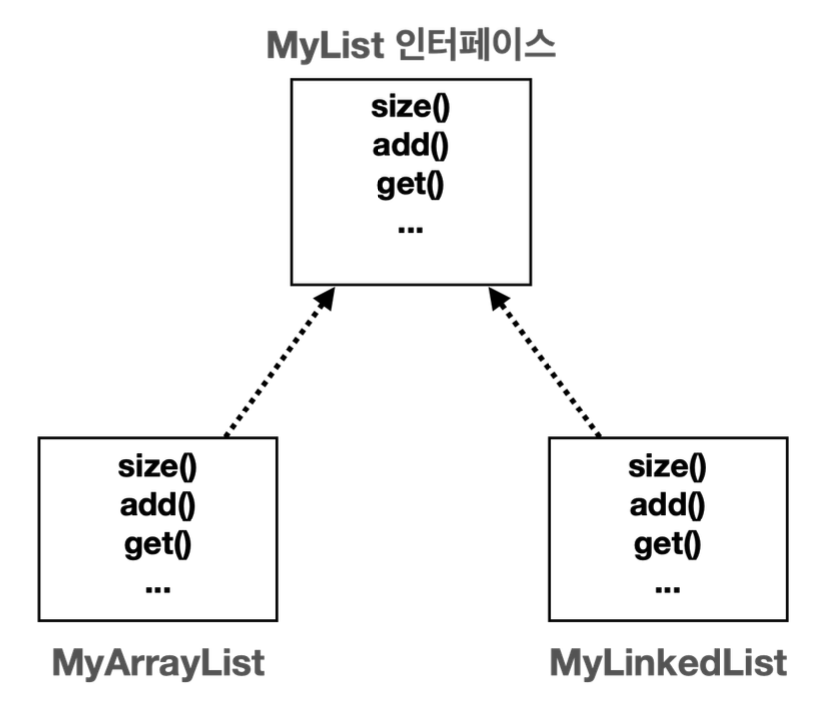 MyList 인터페이스
size()
add()
get()
...
size()
add()
get()
...
MyArrayList
size()
add()
get()
...
MyLinkedList